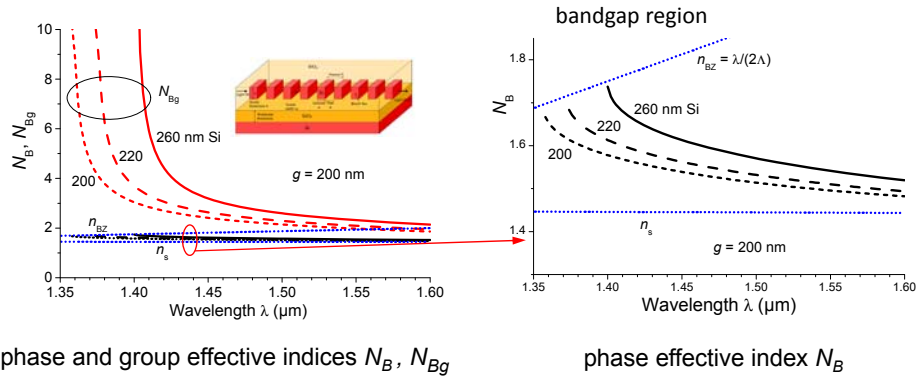 bandgap region
10
8
6
4
2
0
N_B, N_Bg
N_Bg
260 nm Si
220
200
g = 200 nm
n_BZ
n_s
1.35 1.40 1.45 1.50 1.55 1.60
Wavelength λ (µm)
SiO₂
SiO₂
Si
1.8
1.6
1.4
N_B
n_BZ = λ/(2Λ)
260 nm Si
220
200
n_s
g = 200 nm
1.35 1.40 1.45 1.50 1.55 1.60
Wavelength λ (µm)
phase and group effective indices N_B , N_Bg
phase effective index N_B